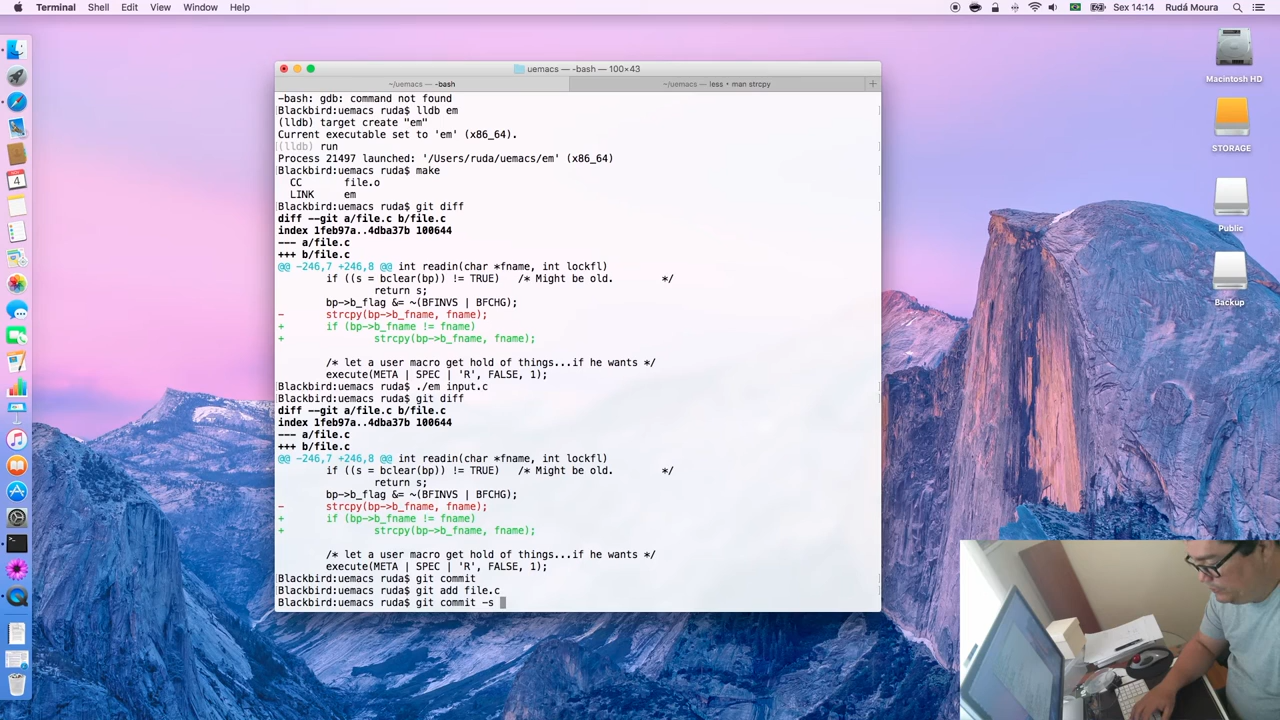 Terminal Shell Edit View Window Help Sex 14:14 Rudá Moura
uemacs — -bash — 100×43
~/uemacs — -bash ~/uemacs — less • man strcpy
-bash: gdb: command not found
Blackbird:uemacs ruda$ lldb em
(lldb) target create "em"
Current executable set to 'em' (x86_64).
(lldb) run
Process 21497 launched: '/Users/ruda/uemacs/em' (x86_64)
Blackbird:uemacs ruda$ make
  CC      file.o
  LINK    em
Blackbird:uemacs ruda$ git diff
diff --git a/file.c b/file.c
index 1feb97a..4dba37b 100644
--- a/file.c
+++ b/file.c
@@ -246,7 +246,8 @@ int readin(char *fname, int lockfl)
        if ((s = bclear(bp)) != TRUE)   /* Might be old.        */
                return s;
        bp->b_flag &= ~(BFINVS | BFCHG);
-       strcpy(bp->b_fname, fname);
+       if (bp->b_fname != fname)
+               strcpy(bp->b_fname, fname);
        /* let a user macro get hold of things...if he wants */
        execute(META | SPEC | 'R', FALSE, 1);
Blackbird:uemacs ruda$ ./em input.c
Blackbird:uemacs ruda$ git diff
diff --git a/file.c b/file.c
index 1feb97a..4dba37b 100644
--- a/file.c
+++ b/file.c
@@ -246,7 +246,8 @@ int readin(char *fname, int lockfl)
        if ((s = bclear(bp)) != TRUE)   /* Might be old.        */
                return s;
        bp->b_flag &= ~(BFINVS | BFCHG);
-       strcpy(bp->b_fname, fname);
+       if (bp->b_fname != fname)
+               strcpy(bp->b_fname, fname);
        /* let a user macro get hold of things...if he wants */
        execute(META | SPEC | 'R', FALSE, 1);
Blackbird:uemacs ruda$ git commit
Blackbird:uemacs ruda$ git add file.c
Blackbird:uemacs ruda$ git commit -s
Macintosh HD
STORAGE
Public
Backup
4